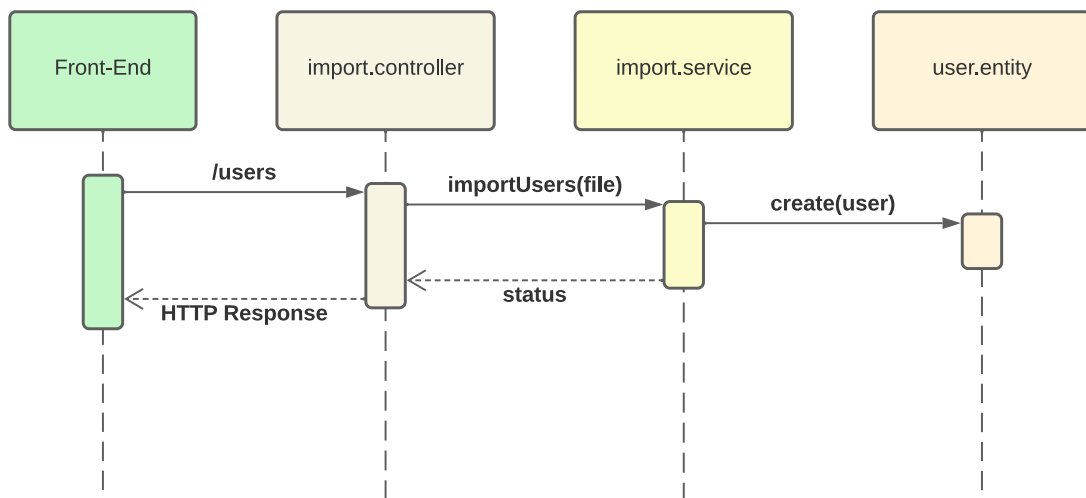 Front-End
import.controller
import.service
user.entity
/users
importUsers(file)
create(user)
status
HTTP Response